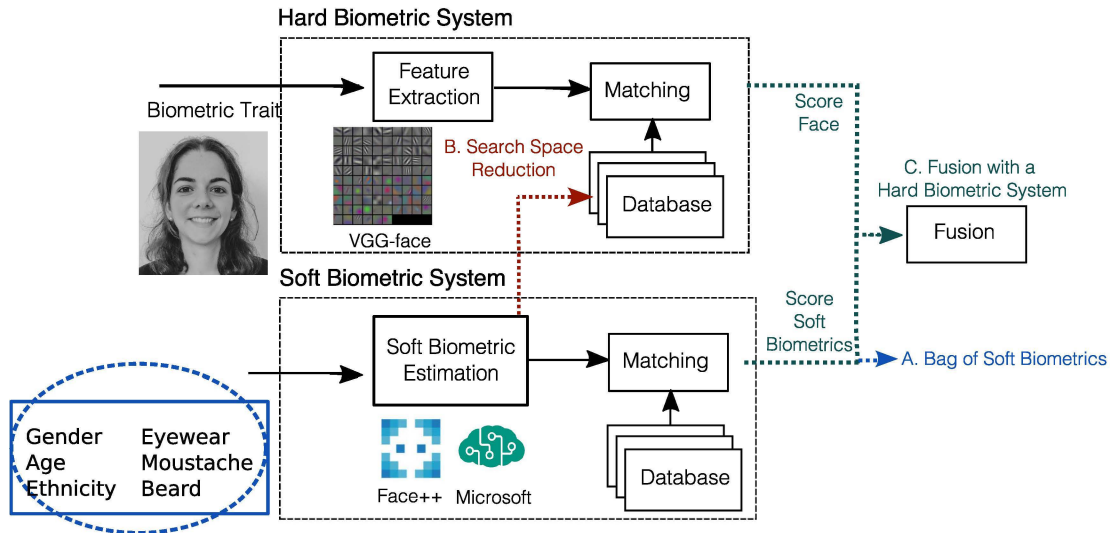 Hard Biometric System
Feature
Extraction
Matching
Biometric Trait
Score
Face
B. Search Space
Reduction
C. Fusion with a
Hard Biometric System
Database
Fusion
VGG-face
Soft Biometric System
Score
Soft
Biometrics
Soft Biometric
Estimation
Matching
A. Bag of Soft Biometrics
Gender Eyewear
Age Moustache
Ethnicity Beard
Database
Face++ Microsoft